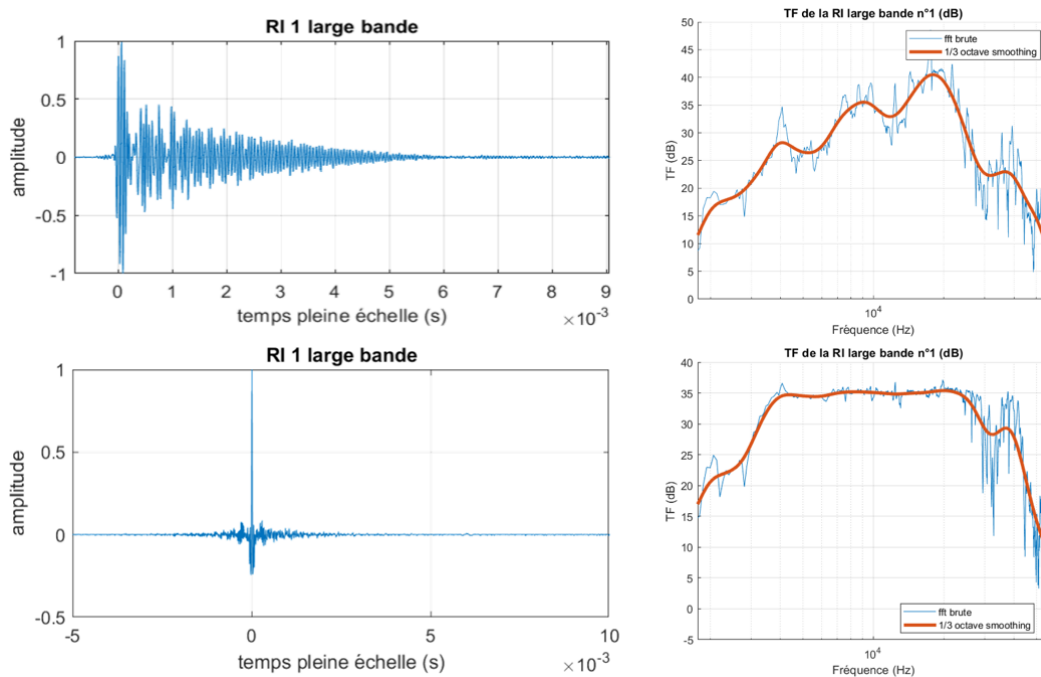 RI 1 large bande
1
0.5
0
-0.5
-1
amplitude
0 1 2 3 4 5 6 7 8 9
temps pleine échelle (s)
×10⁻³
TF de la RI large bande n°1 (dB)
fft brute
1/3 octave smoothing
50
45
40
35
30
25
20
15
10
5
0
TF (dB)
10⁴
Fréquence (Hz)
RI 1 large bande
1
0.5
0
-0.5
amplitude
-5 0 5 10
temps pleine échelle (s)
×10⁻³
TF de la RI large bande n°1 (dB)
40
35
30
25
20
15
10
5
0
-5
TF (dB)
fft brute
1/3 octave smoothing
10⁴
Fréquence (Hz)